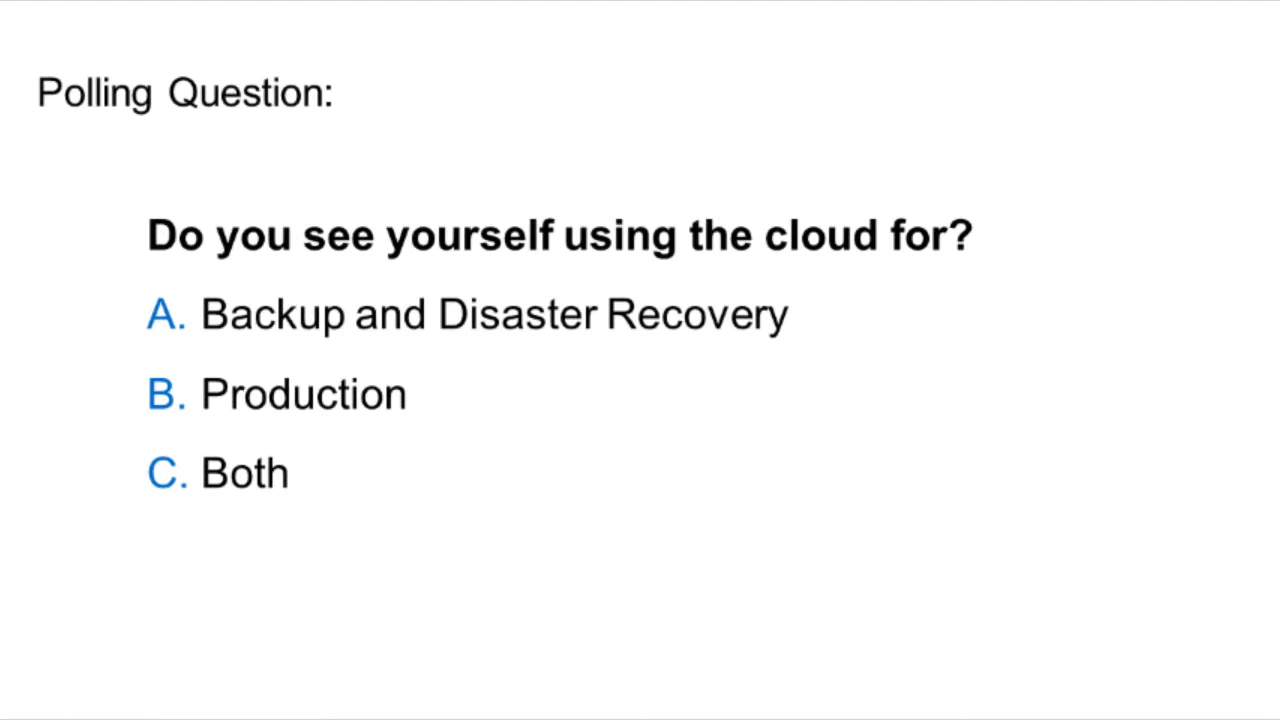 Polling Question:
Do you see yourself using the cloud for?
A. Backup and Disaster Recovery
B. Production
C. Both